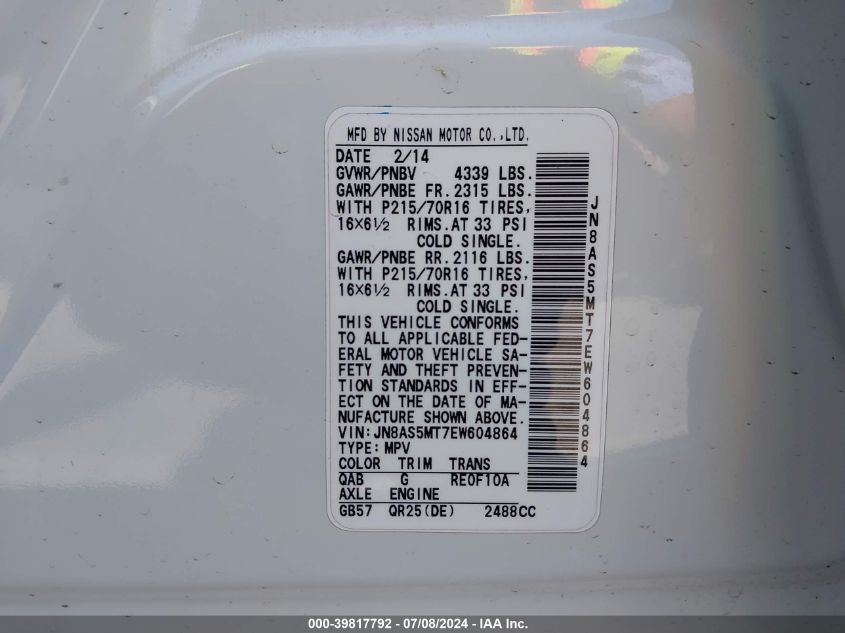 MFD BY NISSAN MOTOR CO.,LTD.
DATE 2/14
GVWR/PNBV 4339 LBS.
GAWR/PNBE FR. 2315 LBS.
WITH P215/70R16 TIRES,
16×6½ RIMS. AT 33 PSI
COLD SINGLE.
GAWR/PNBE RR. 2116 LBS.
WITH P215/70R16 TIRES,
16×6½ RIMS. AT 33 PSI
COLD SINGLE.
THIS VEHICLE CONFORMS
TO ALL APPLICABLE FED-
ERAL MOTOR VEHICLE SA-
FETY AND THEFT PREVEN-
TION STANDARDS IN EFF-
ECT ON THE DATE OF MA-
NUFACTURE SHOWN ABOVE.
VIN: JN8AS5MT7EW604864
TYPE: MPV
COLOR TRIM TRANS
QAB G RE0F10A
AXLE ENGINE
GB57 QR25(DE) 2488CC
JN8AS5MT7EW604864
000-39817792 - 07/08/2024 - IAA Inc.